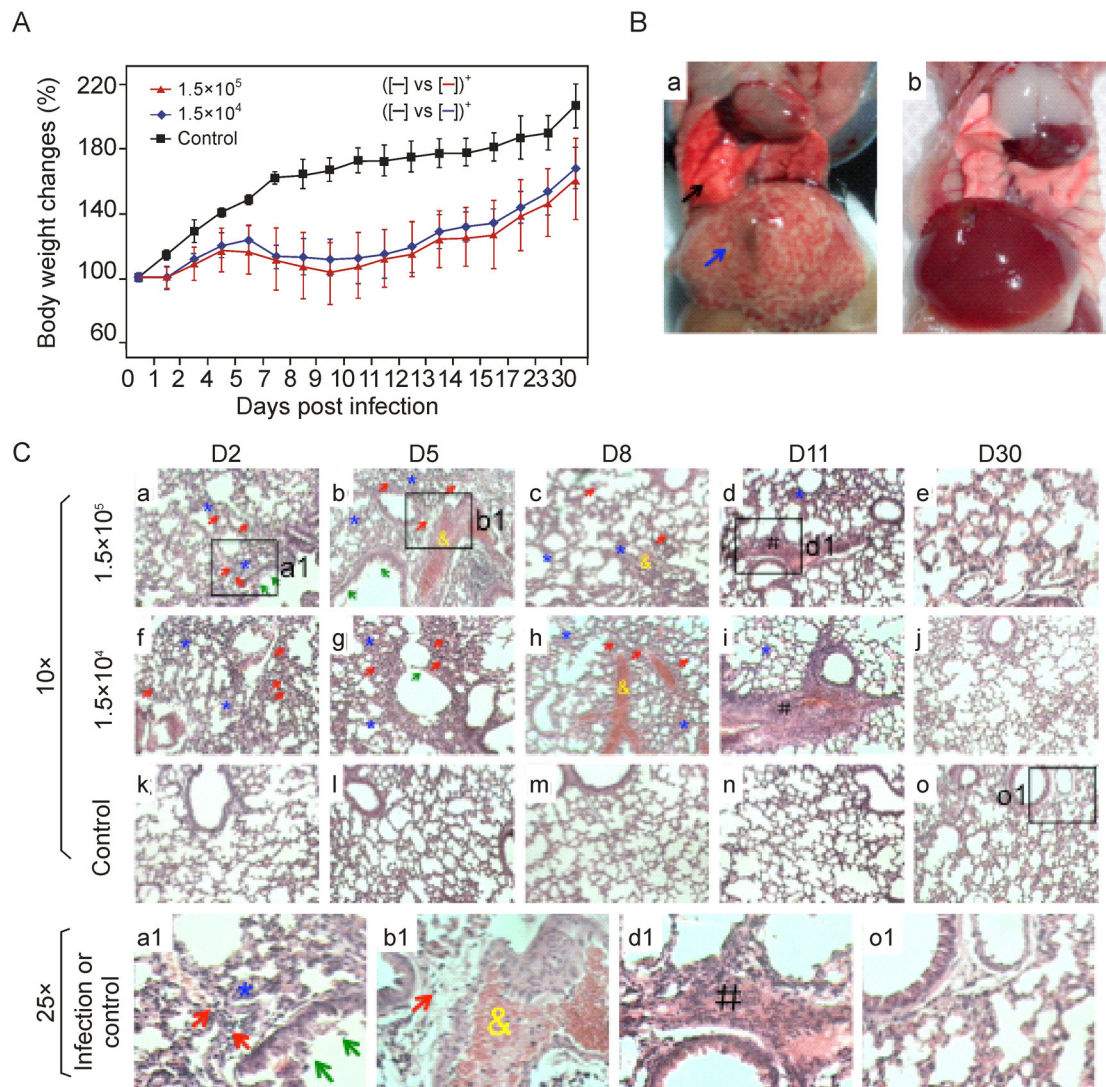 A
B
220
180
140
100
60
Body weight changes (%)
1.5×10⁵
1.5×10⁴
Control
([–] vs [–])⁺
([–] vs [–])⁺
0 1 2 4 5 7 8 9 10 11 12 13 14 15 17 23 30
Days post infection
a
b
C
D2 D5 D8 D11 D30
10×
1.5×10⁵
a a1
b & b1
c &
d # d1
e
1.5×10⁴
f
g
h &
i #
j
Control
k
l
m
n
o o1
25×
Infection or
control
a1
b1 &
d1 #
o1